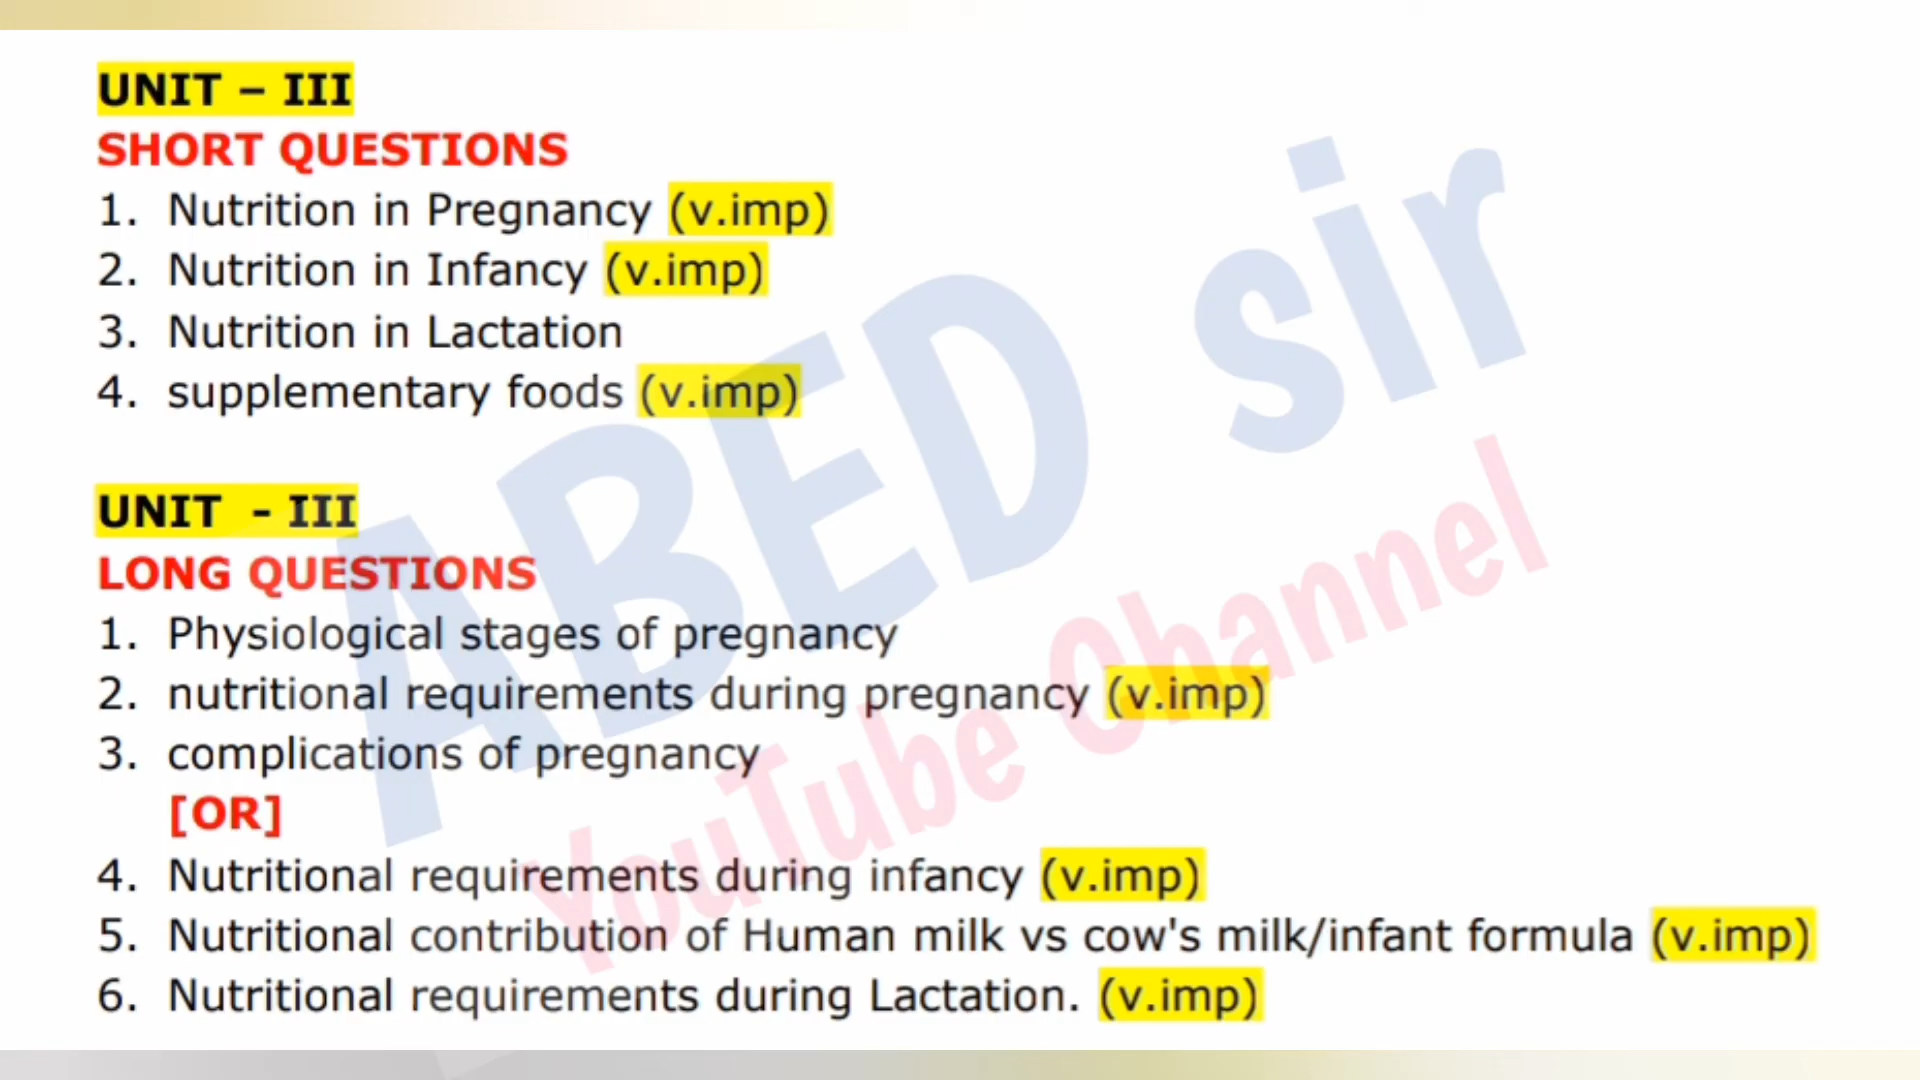 UNIT – III
SHORT QUESTIONS
1. Nutrition in Pregnancy (v.imp)
2. Nutrition in Infancy (v.imp)
3. Nutrition in Lactation
4. supplementary foods (v.imp)
UNIT - III
LONG QUESTIONS
1. Physiological stages of pregnancy
2. nutritional requirements during pregnancy (v.imp)
3. complications of pregnancy
[OR]
4. Nutritional requirements during infancy (v.imp)
5. Nutritional contribution of Human milk vs cow's milk/infant formula (v.imp)
6. Nutritional requirements during Lactation. (v.imp)
ABED sir
YouTube Channel